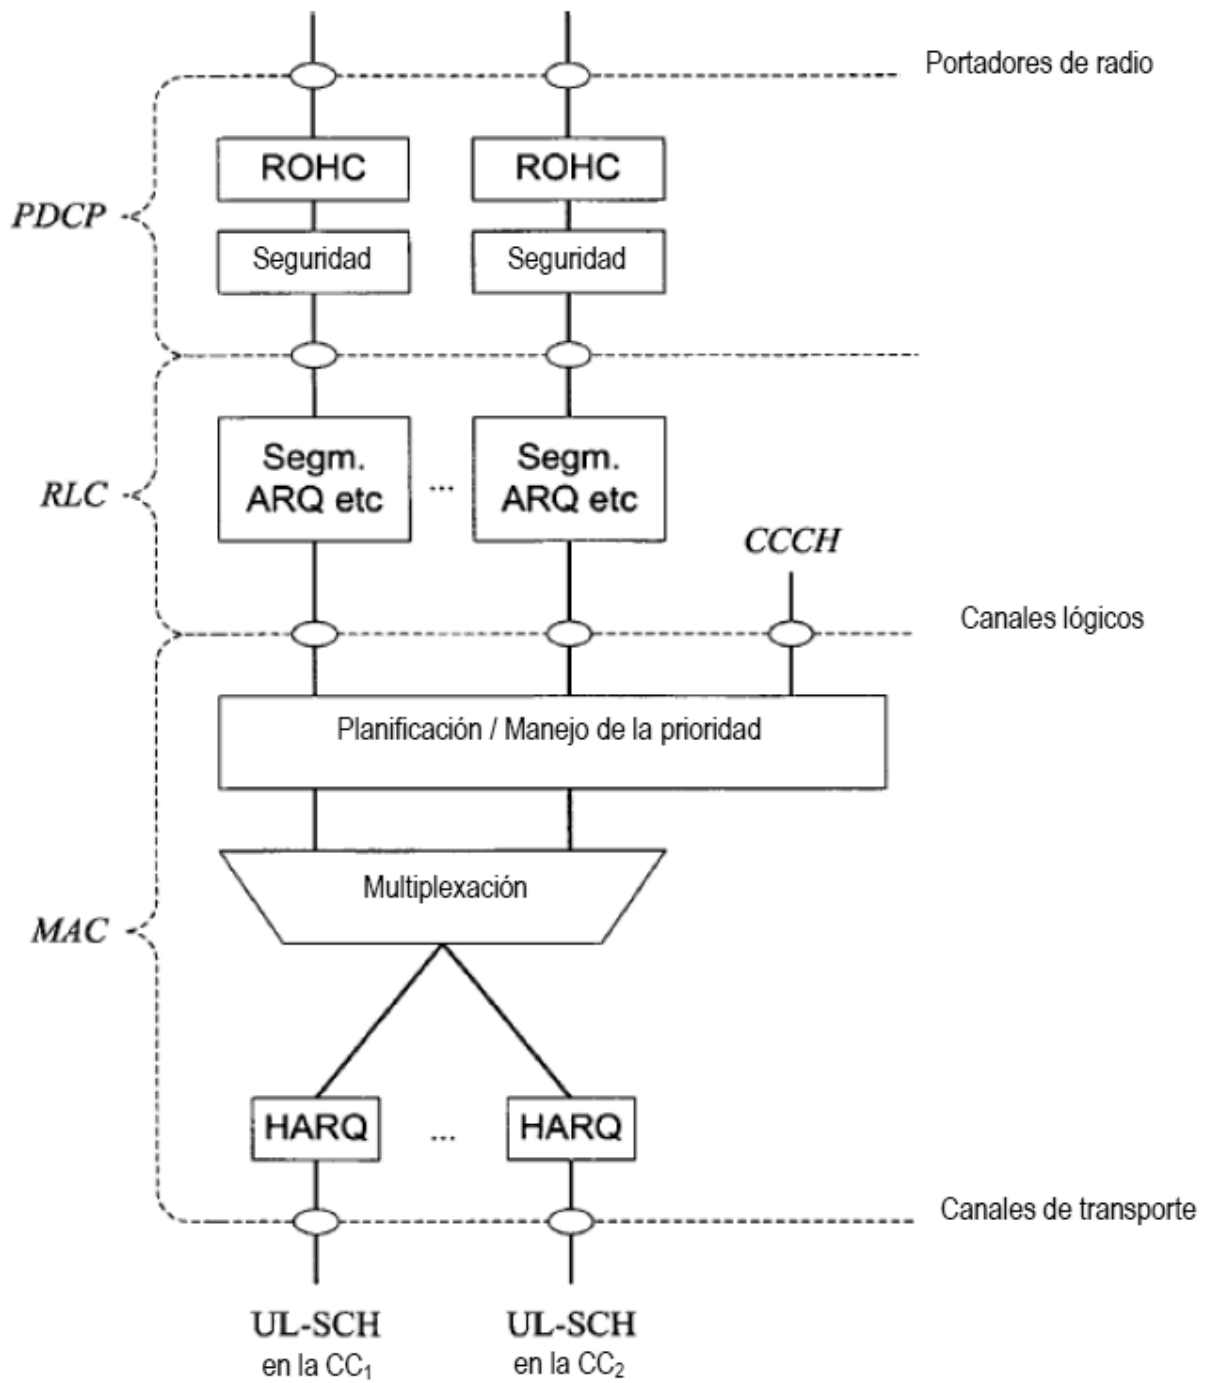 Portadores de radio
ROHC
ROHC
PDCP
Seguridad
Seguridad
Segm.
ARQ etc
...
Segm.
ARQ etc
RLC
CCCH
Canales lógicos
Planificación / Manejo de la prioridad
Multiplexación
MAC
HARQ
...
HARQ
Canales de transporte
UL-SCH
en la CC₁
UL-SCH
en la CC₂